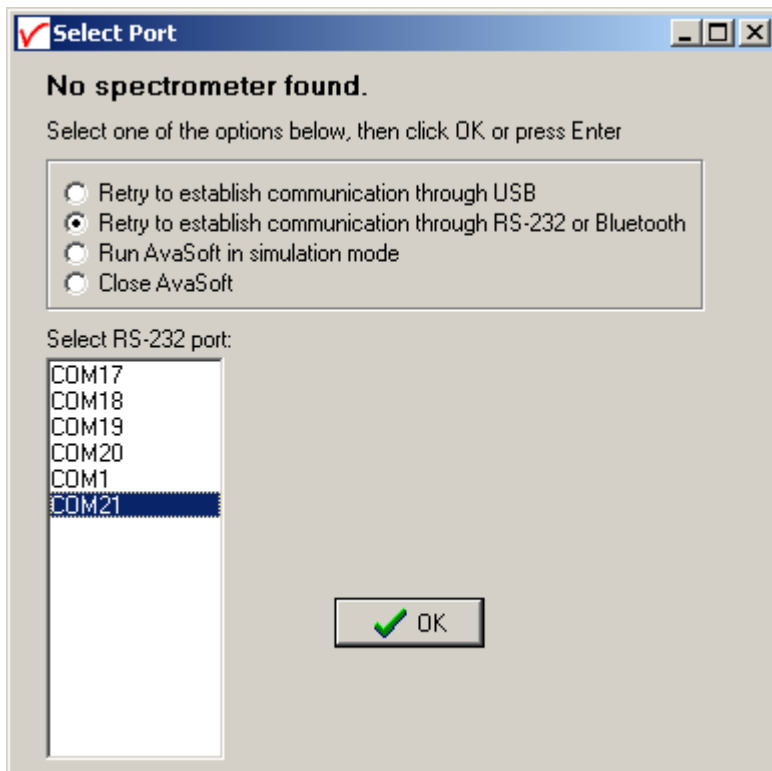 Select Port
No spectrometer found.
Select one of the options below, then click OK or press Enter
Retry to establish communication through USB
Retry to establish communication through RS-232 or Bluetooth
Run AvaSoft in simulation mode
Close AvaSoft
Select RS-232 port:
COM17
COM18
COM19
COM20
COM1
COM21
OK